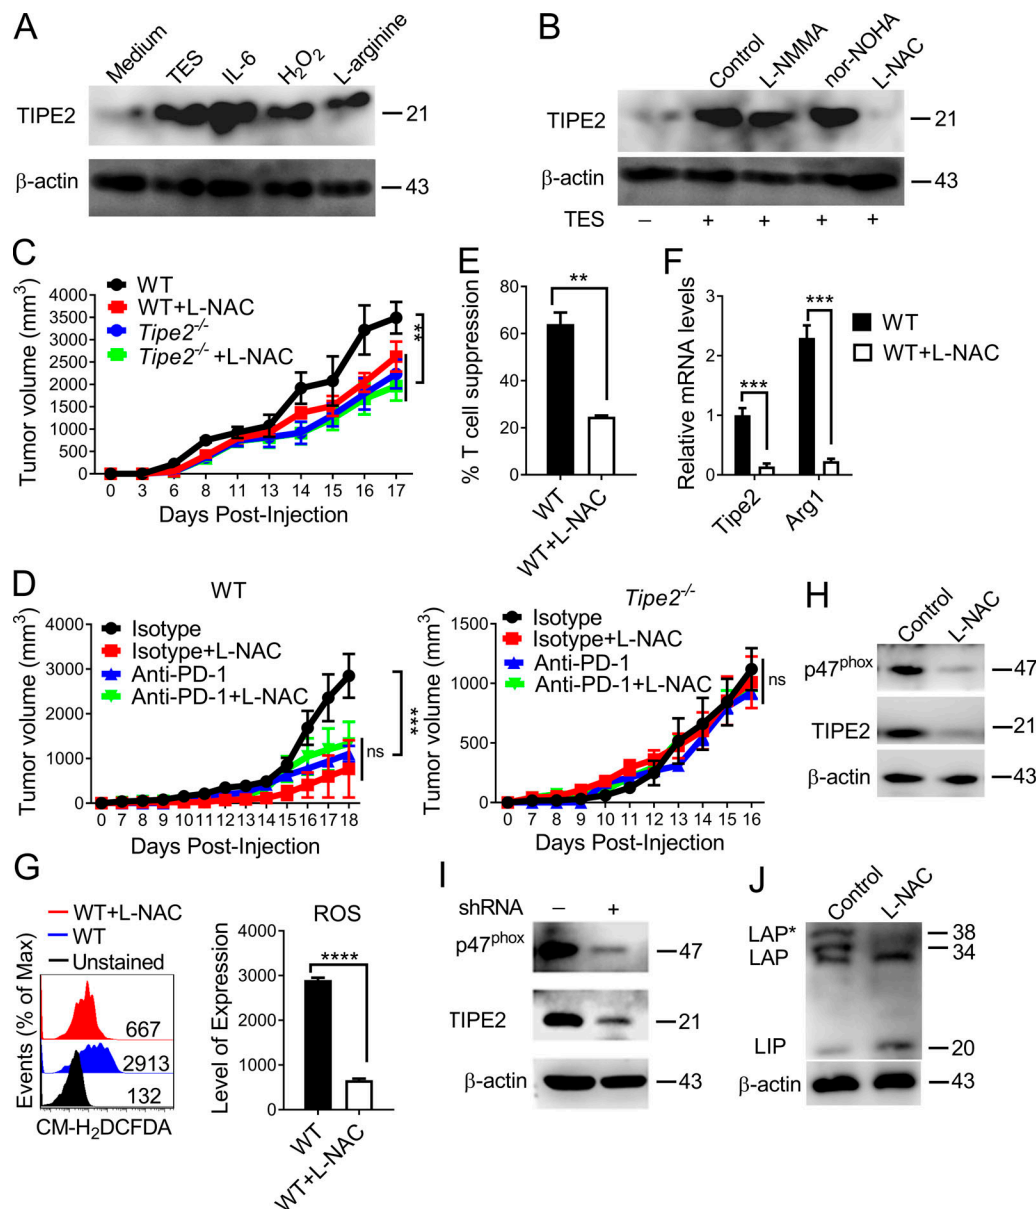 A
Medium
TES
IL-6
H₂O₂
L-arginine
TIPE2
21
β-actin
43
B
Control
L-NMMA
nor-NOHA
L-NAC
TIPE2
21
β-actin
43
TES – + + + +
C
WT
WT+L-NAC
Tipe2-/-
Tipe2-/- +L-NAC
Tumor volume (mm³)
4000
3500
3000
2500
2000
1500
1000
500
0
**
0 3 6 8 11 13 14 15 16 17
Days Post-Injection
E
% T cell suppression
80
60
40
20
0
**
WT
WT+L-NAC
F
Relative mRNA levels
3
2
1
0
***
***
WT
WT+L-NAC
Tipe2
Arg1
D
WT
Isotype
Isotype+L-NAC
Anti-PD-1
Anti-PD-1+L-NAC
Tumor volume (mm³)
4000
3000
2000
1000
0
ns
***
0 7 8 9 10 11 12 13 14 15 16 17 18
Days Post-Injection
Tipe2-/-
Isotype
Isotype+L-NAC
Anti-PD-1
Anti-PD-1+L-NAC
Tumor volume (mm³)
1500
1000
500
0
ns
0 7 8 9 10 11 12 13 14 15 16
Days Post-Injection
H
Control
L-NAC
p47phox
47
TIPE2
21
β-actin
43
G
WT+L-NAC
WT
Unstained
Events (% of Max)
667
2913
132
CM-H₂DCFDA
ROS
Level of Expression
4000
3000
2000
1000
0
****
WT
WT+L-NAC
I
shRNA – +
p47phox
47
TIPE2
21
β-actin
43
J
Control
L-NAC
LAP*
38
LAP
34
LIP
20
β-actin
43